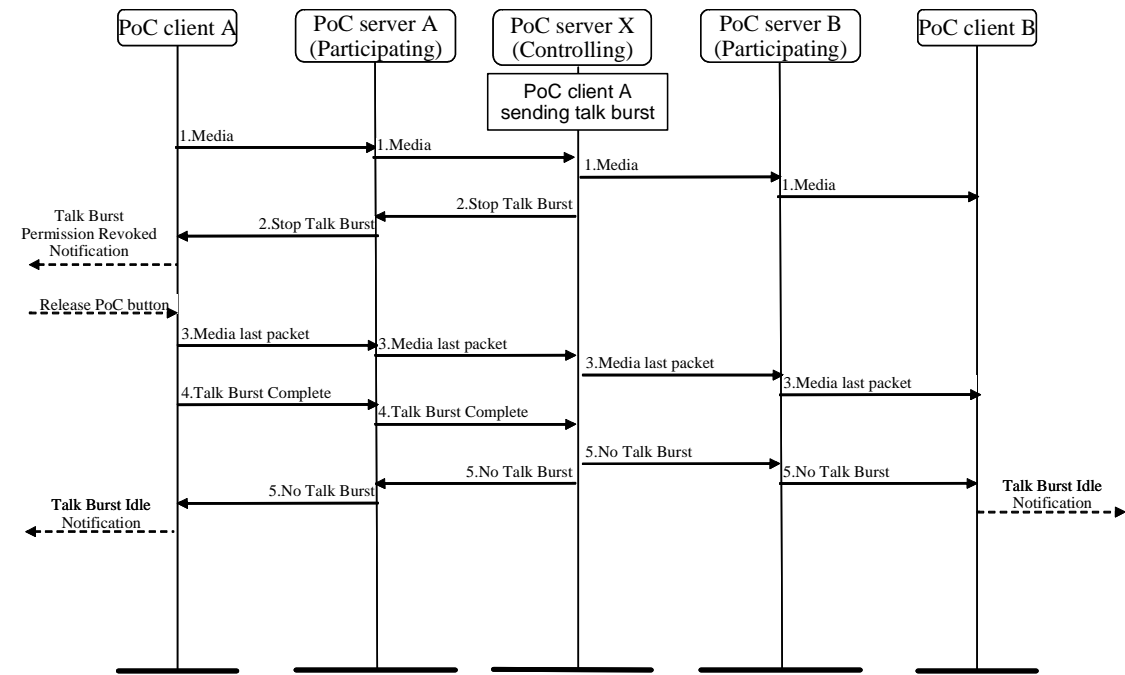 PoC client A
PoC server A
(Participating)
PoC server X
(Controlling)
PoC server B
(Participating)
PoC client B
PoC client A
sending talk burst
1.Media
1.Media
1.Media
1.Media
2.Stop Talk Burst
2.Stop Talk Burst
Talk Burst
Permission Revoked
Notification
Release PoC button
3.Media last packet
3.Media last packet
3.Media last packet
3.Media last packet
4.Talk Burst Complete
4.Talk Burst Complete
5.No Talk Burst
5.No Talk Burst
5.No Talk Burst
5.No Talk Burst
Talk Burst Idle
Notification
Talk Burst Idle
Notification